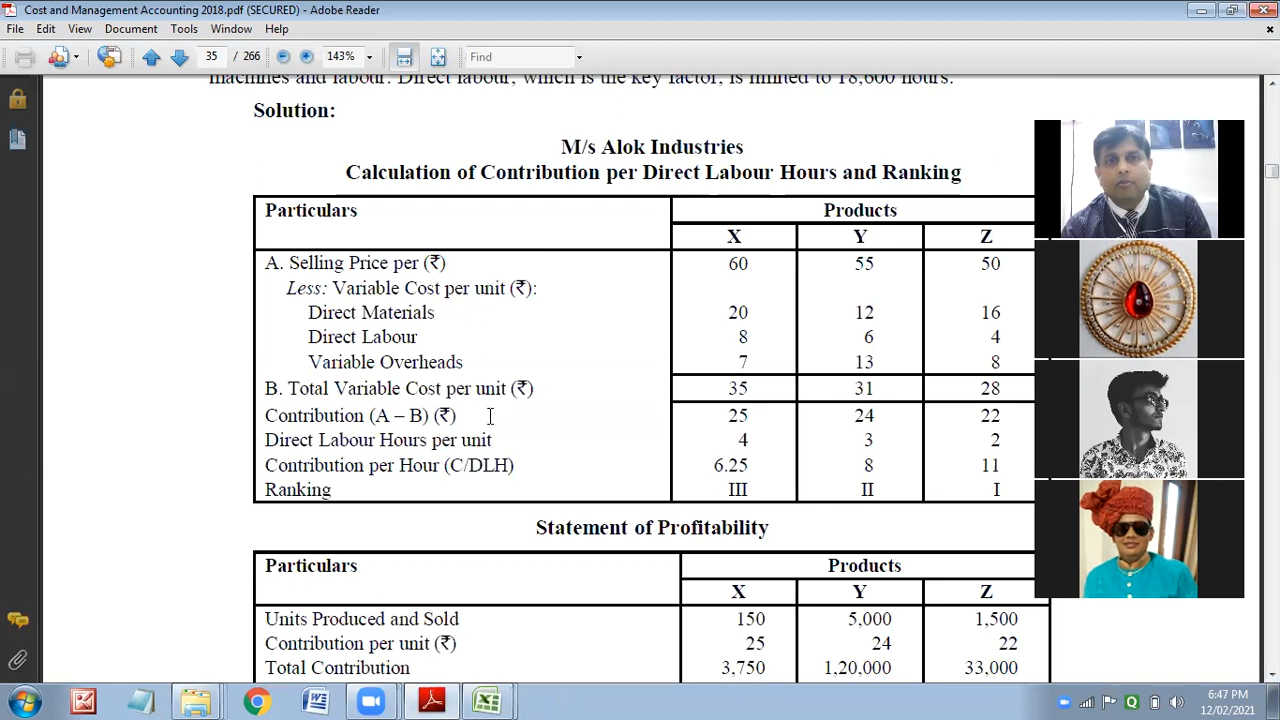 Cost and Management Accounting 2018.pdf (SECURED) - Adobe Reader
File Edit View Document Tools Window Help
35 / 266 143% Find
machines and labour. Direct labour, which is the key factor, is limited to 18,600 hours.
Solution:
M/s Alok Industries
Calculation of Contribution per Direct Labour Hours and Ranking
Particulars Products
X Y Z
A. Selling Price per (₹) 60 55 50
Less: Variable Cost per unit (₹):
Direct Materials 20 12 16
Direct Labour 8 6 4
Variable Overheads 7 13 8
B. Total Variable Cost per unit (₹) 35 31 28
Contribution (A – B) (₹) 25 24 22
Direct Labour Hours per unit 4 3 2
Contribution per Hour (C/DLH) 6.25 8 11
Ranking III II I
Statement of Profitability
Particulars Products
X Y Z
Units Produced and Sold 150 5,000 1,500
Contribution per unit (₹) 25 24 22
Total Contribution 3,750 1,20,000 33,000
6:47 PM
12/02/2021